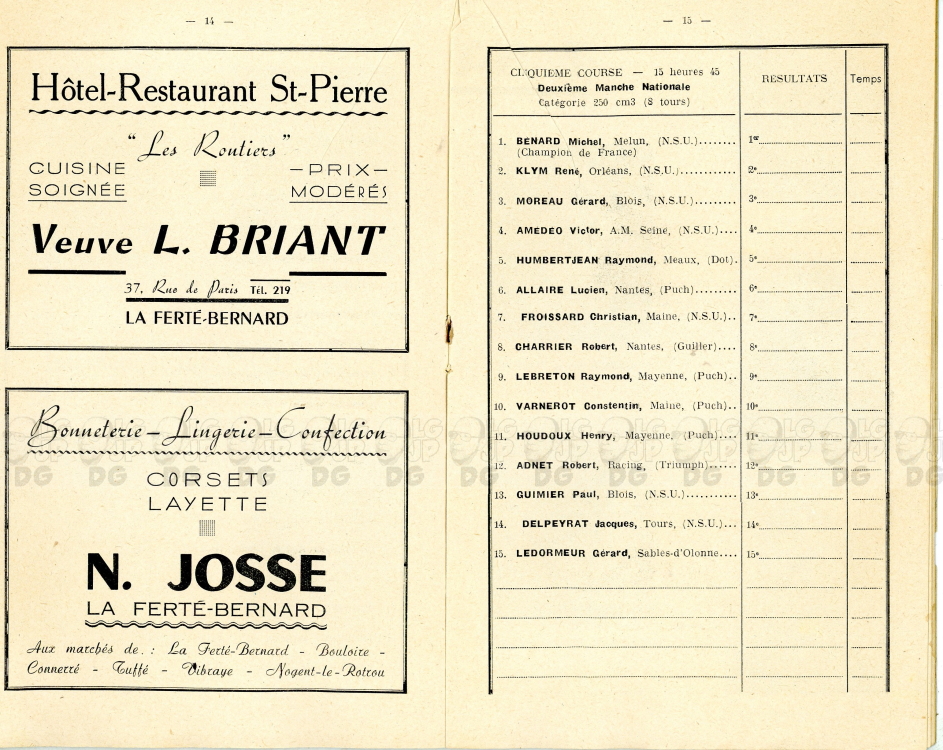 — 14 —
Hôtel-Restaurant St-Pierre
"Les Routiers"
CUISINE SOIGNÉE
— PRIX — MODÉRÉS
Veuve L. BRIANT
37, Rue de Paris TÉL. 219
LA FERTÉ-BERNARD
Bonneterie - Lingerie - Confection
CORSETS
LAYETTE
N. JOSSE
LA FERTÉ-BERNARD
Aux marchés de. : La Ferté-Bernard - Bouloire -
Connerré - Tuffé - Vibraye - Nogent-le-Rotrou
— 15 —
CINQUIEME COURSE — 15 heures 45
Deuxième Manche Nationale
Catégorie 250 cm3 (8 tours)
RESULTATS
Temps
1. BENARD Michel, Melun, (N.S.U.)........ 1er
(Champion de France)
2. KLYM René, Orléans, (N.S.U.)............ 2e
3. MOREAU Gérard, Blois, (N.S.U.)......... 3e
4. AMEDEO Victor, A.M. Seine, (N.S.U.).... 4e
5. HUMBERTJEAN Raymond, Meaux, (Dot). 5e
6. ALLAIRE Lucien, Nantes, (Puch)......... 6e
7. FROISSARD Christian, Maine, (N.S.U.).. 7e
8. CHARRIER Robert, Nantes, (Guiller).... 8e
9. LEBRETON Raymond, Mayenne, (Puch).. 9e
10. VARNEROT Constentin, Maine, (Puch).. 10e
11. HOUDOUX Henry, Mayenne, (Puch).... 11e
12. ADNET Robert, Racing, (Triumph)...... 12e
13. GUIMIER Paul, Blois, (N.S.U.).......... 13e
14. DELPEYRAT Jacques, Tours, (N.S.U.)... 14e
15. LEDORMEUR Gérard, Sables-d'Olonne.... 15e